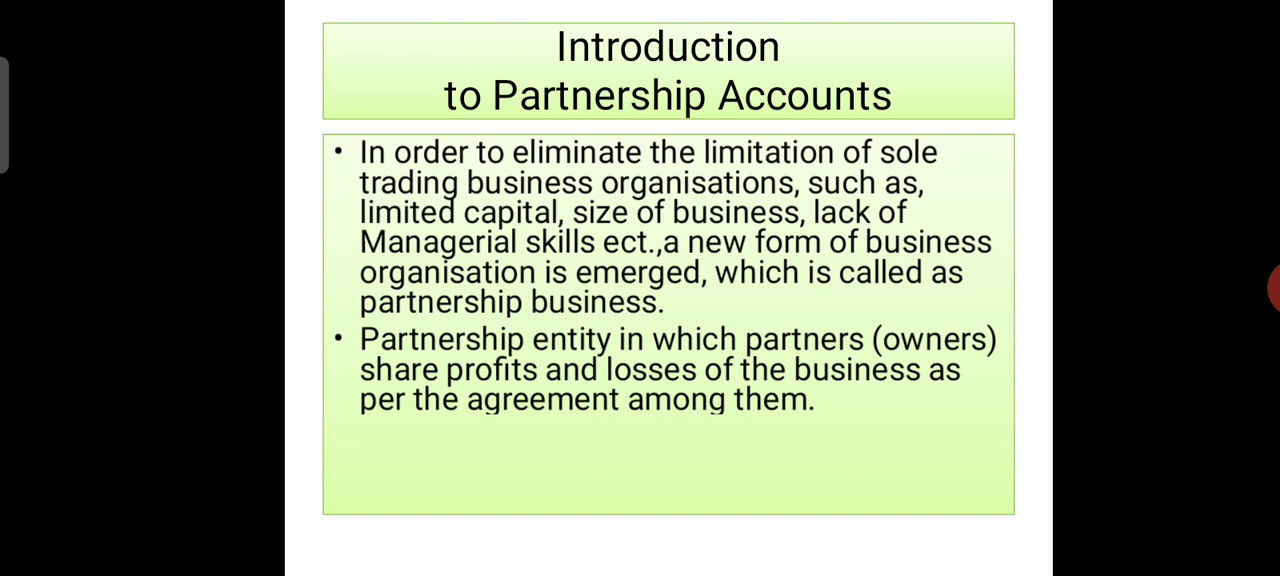 Introduction
to Partnership Accounts
• In order to eliminate the limitation of sole
trading business organisations, such as,
limited capital, size of business, lack of
Managerial skills ect.,a new form of business
organisation is emerged, which is called as
partnership business.
• Partnership entity in which partners (owners)
share profits and losses of the business as
per the agreement among them.